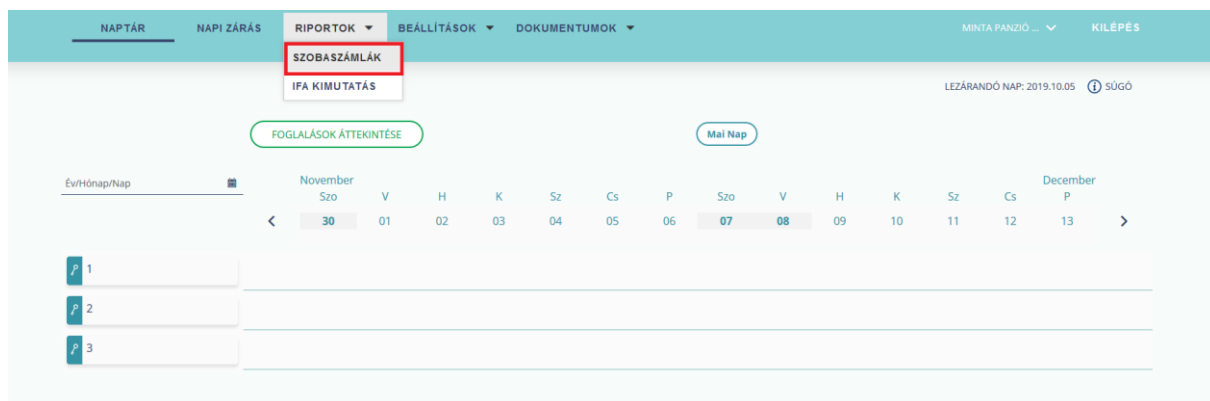 NAPTÁR NAPI ZÁRÁS RIPORTOK BEÁLLÍTÁSOK DOKUMENTUMOK MINTA PANZIÓ ... KILÉPÉS
SZOBASZÁMLÁK
IFA KIMUTATÁS
LEZÁRANDÓ NAP: 2019.10.05 SÚGÓ
FOGLALÁSOK ÁTTEKINTÉSE Mai Nap
Év/Hónap/Nap November December
Szo V H K Sz Cs P Szo V H K Sz Cs P
30 01 02 03 04 05 06 07 08 09 10 11 12 13
1
2
3